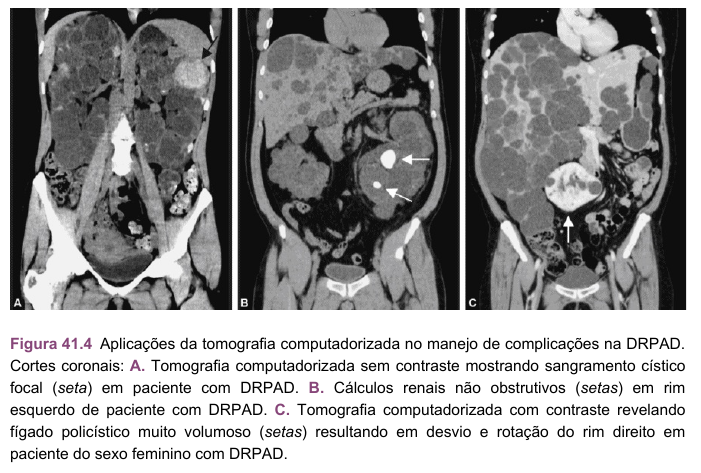 A
B
C
Figura 41.4 Aplicações da tomografia computadorizada no manejo de complicações na DRPAD.
Cortes coronais: A. Tomografia computadorizada sem contraste mostrando sangramento cístico
focal (seta) em paciente com DRPAD. B. Cálculos renais não obstrutivos (setas) em rim
esquerdo de paciente com DRPAD. C. Tomografia computadorizada com contraste revelando
fígado policístico muito volumoso (setas) resultando em desvio e rotação do rim direito em
paciente do sexo feminino com DRPAD.